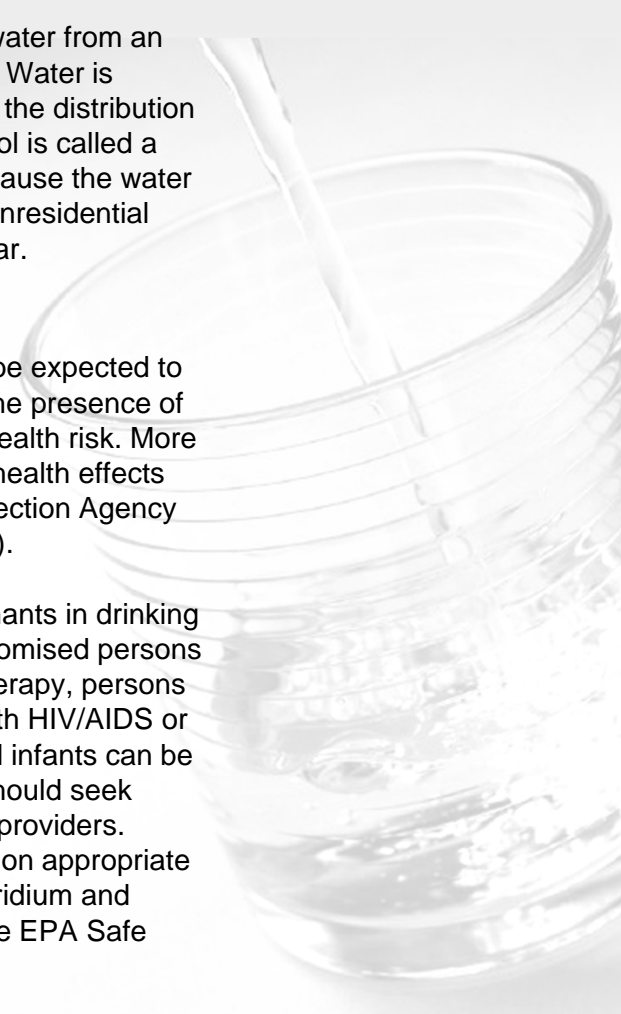 water from an
Water is
the distribution
ol is called a
ause the water
nresidential
ar.
be expected to
he presence of
ealth risk. More
health effects
ection Agency
).
nants in drinking
omised persons
erapy, persons
th HIV/AIDS or
l infants can be
hould seek
providers.
on appropriate
ridium and
e EPA Safe